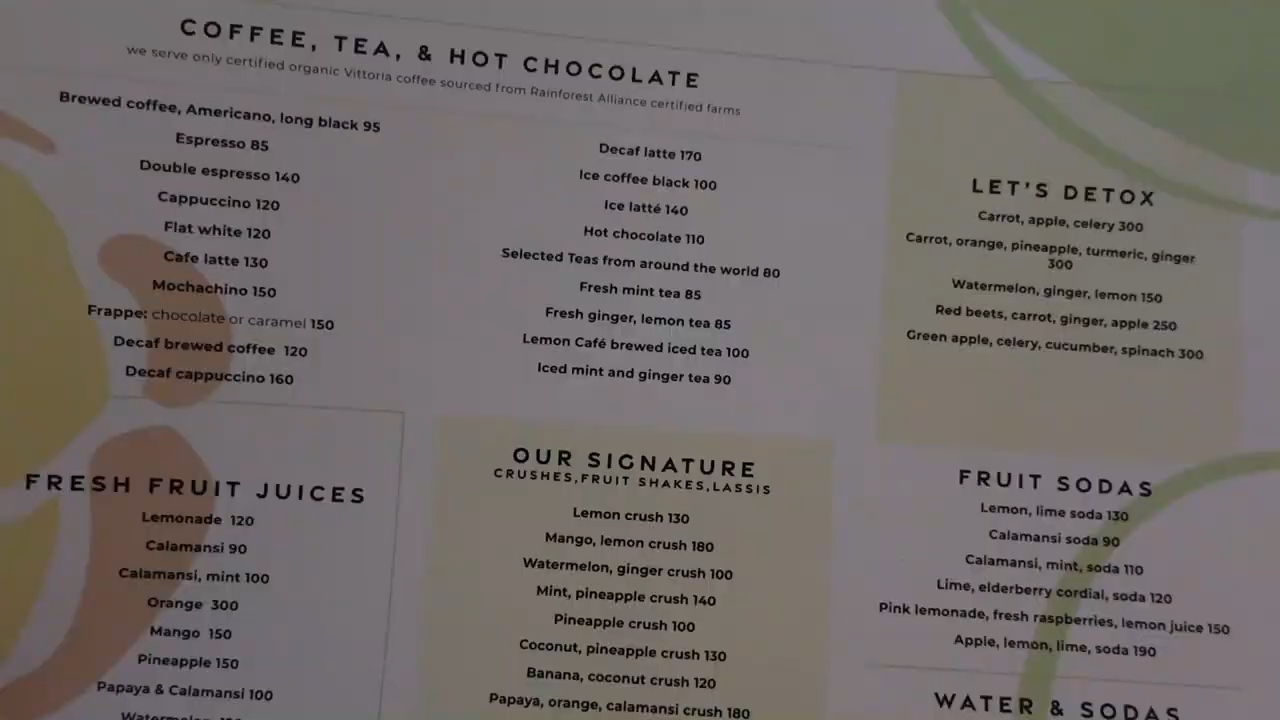 COFFEE, TEA, & HOT CHOCOLATE
we serve only certified organic Vittoria coffee sourced from Rainforest Alliance certified farms
Brewed coffee, Americano, long black 95
Espresso 85
Double espresso 140
Cappuccino 120
Flat white 120
Cafe latte 130
Mochachino 150
Frappe: chocolate or caramel 150
Decaf brewed coffee 120
Decaf cappuccino 160
Decaf latte 170
Ice coffee black 100
Ice latté 140
Hot chocolate 110
Selected Teas from around the world 80
Fresh mint tea 85
Fresh ginger, lemon tea 85
Lemon Café brewed iced tea 100
Iced mint and ginger tea 90
LET'S DETOX
Carrot, apple, celery 300
Carrot, orange, pineapple, turmeric, ginger
300
Watermelon, ginger, lemon 150
Red beets, carrot, ginger, apple 250
Green apple, celery, cucumber, spinach 300
FRESH FRUIT JUICES
Lemonade 120
Calamansi 90
Calamansi, mint 100
Orange 300
Mango 150
Pineapple 150
Papaya & Calamansi 100
Watermelon
OUR SIGNATURE
CRUSHES,FRUIT SHAKES,LASSIS
Lemon crush 130
Mango, lemon crush 180
Watermelon, ginger crush 100
Mint, pineapple crush 140
Pineapple crush 100
Coconut, pineapple crush 130
Banana, coconut crush 120
Papaya, orange, calamansi crush 180
FRUIT SODAS
Lemon, lime soda 130
Calamansi soda 90
Calamansi, mint, soda 110
Lime, elderberry cordial, soda 120
Pink lemonade, fresh raspberries, lemon juice 150
Apple, lemon, lime, soda 190
WATER & SODAS